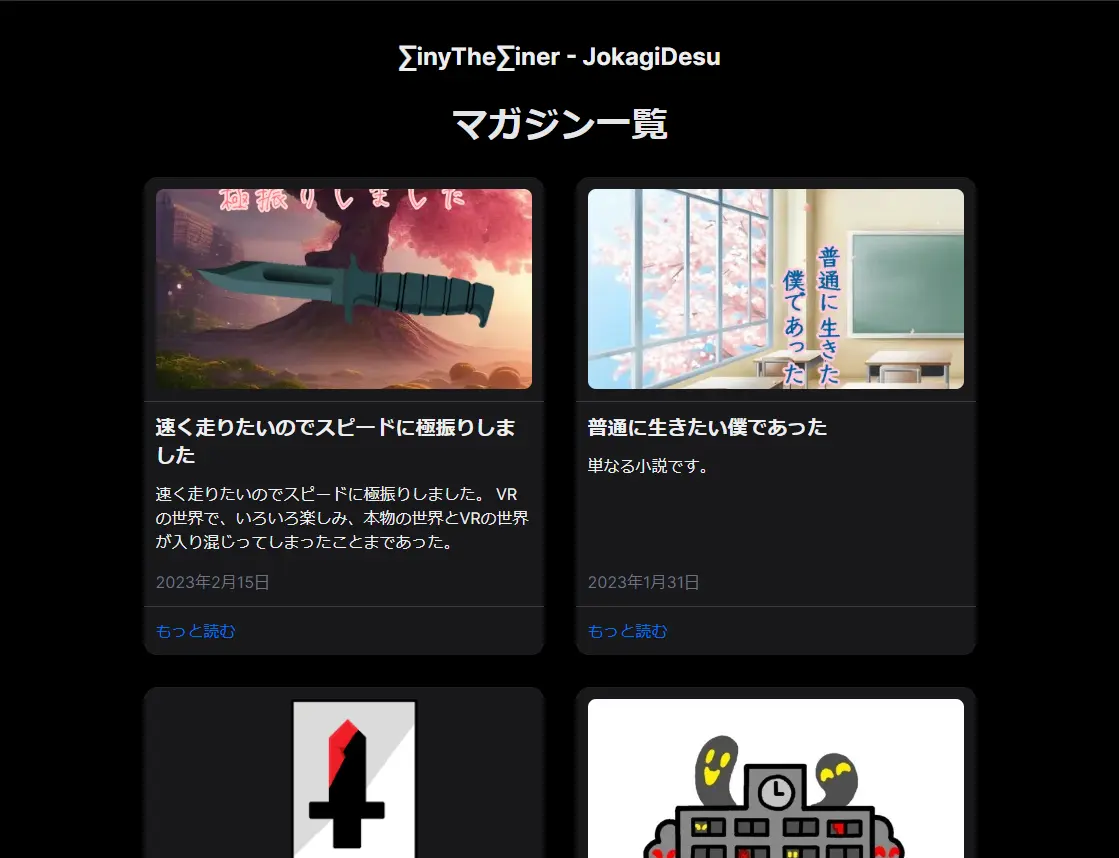 ∑inyThe∑iner - JokagiDesu
マガジン一覧
極振りしました
普通に生きた
僕であった
速く走りたいのでスピードに極振りしま
した
速く走りたいのでスピードに極振りしました。 VR
の世界で、いろいろ楽しみ、本物の世界とVRの世界
が入り混じってしまったことまであった。
2023年2月15日
もっと読む
普通に生きたい僕であった
単なる小説です。
2023年1月31日
もっと読む